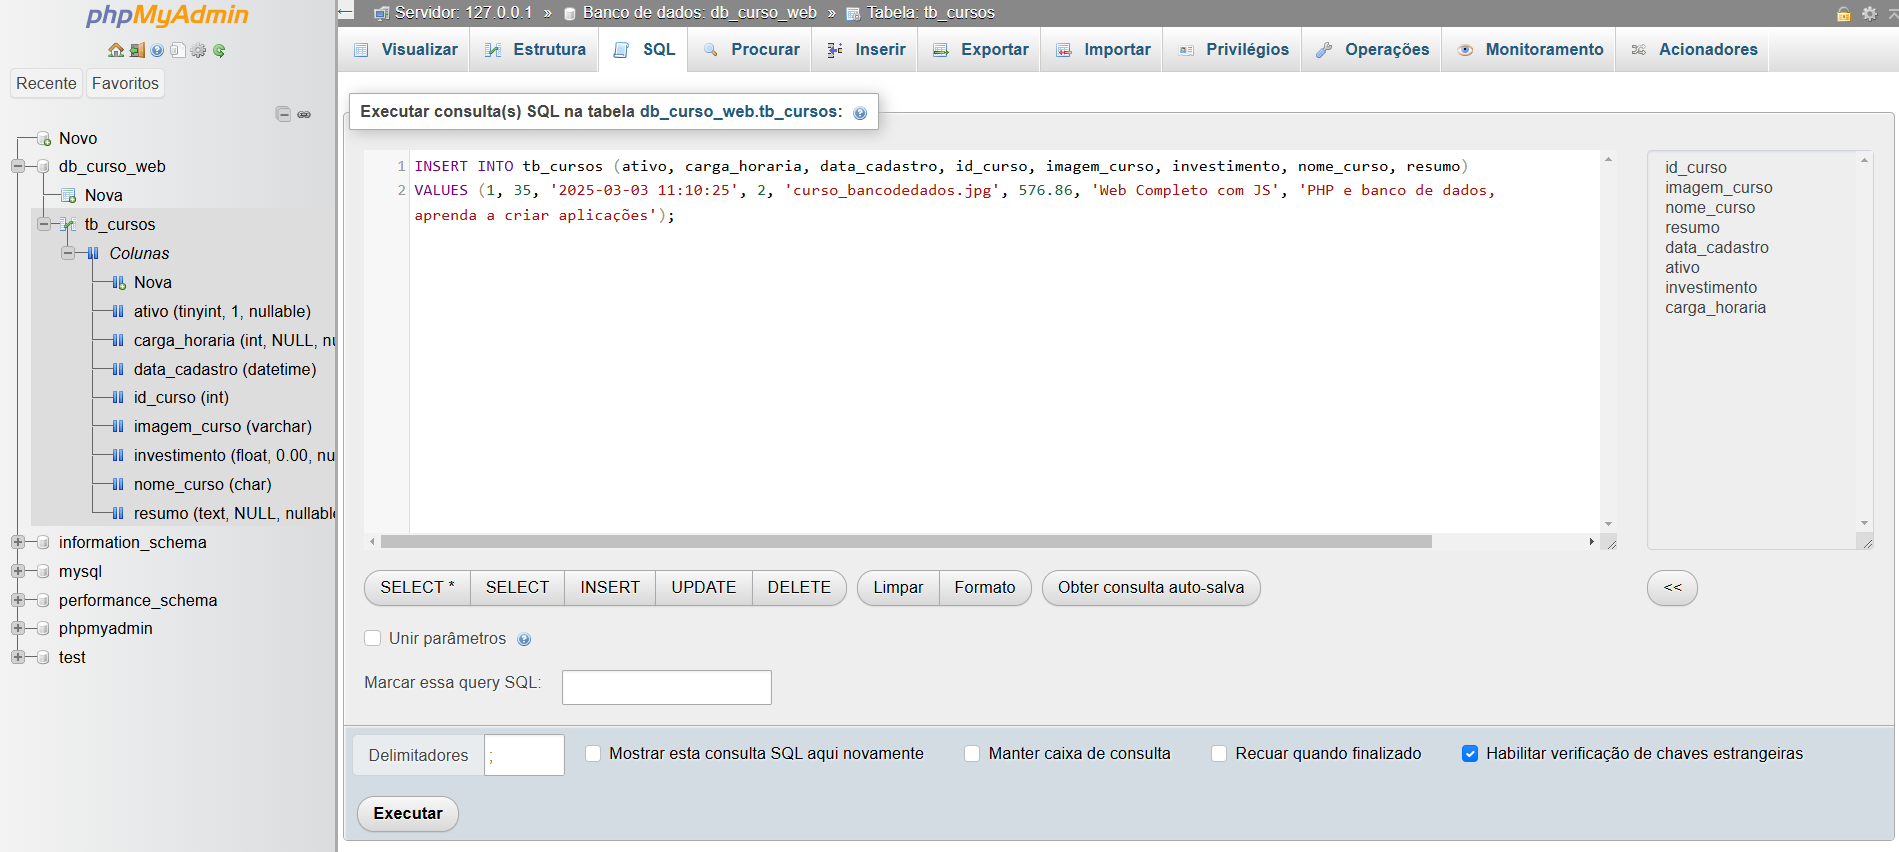 phpMyAdmin
Recente Favoritos
Novo
db_curso_web
Nova
tb_cursos
Colunas
Nova
ativo (tinyint, 1, nullable)
carga_horaria (int, NULL, nu
data_cadastro (datetime)
id_curso (int)
imagem_curso (varchar)
investimento (float, 0.00, nu
nome_curso (char)
resumo (text, NULL, nullable
information_schema
mysql
performance_schema
phpmyadmin
test
Servidor: 127.0.0.1 » Banco de dados: db_curso_web » Tabela: tb_cursos
Visualizar Estrutura SQL Procurar Inserir Exportar Importar Privilégios Operações Monitoramento Acionadores
Executar consulta(s) SQL na tabela db_curso_web.tb_cursos:
1 INSERT INTO tb_cursos (ativo, carga_horaria, data_cadastro, id_curso, imagem_curso, investimento, nome_curso, resumo)
2 VALUES (1, 35, '2025-03-03 11:10:25', 2, 'curso_bancodedados.jpg', 576.86, 'Web Completo com JS', 'PHP e banco de dados,
aprenda a criar aplicações');
id_curso
imagem_curso
nome_curso
resumo
data_cadastro
ativo
investimento
carga_horaria
SELECT * SELECT INSERT UPDATE DELETE Limpar Formato Obter consulta auto-salva <<
Unir parâmetros
Marcar essa query SQL:
Delimitadores ; Mostrar esta consulta SQL aqui novamente Manter caixa de consulta Recuar quando finalizado Habilitar verificação de chaves estrangeiras
Executar